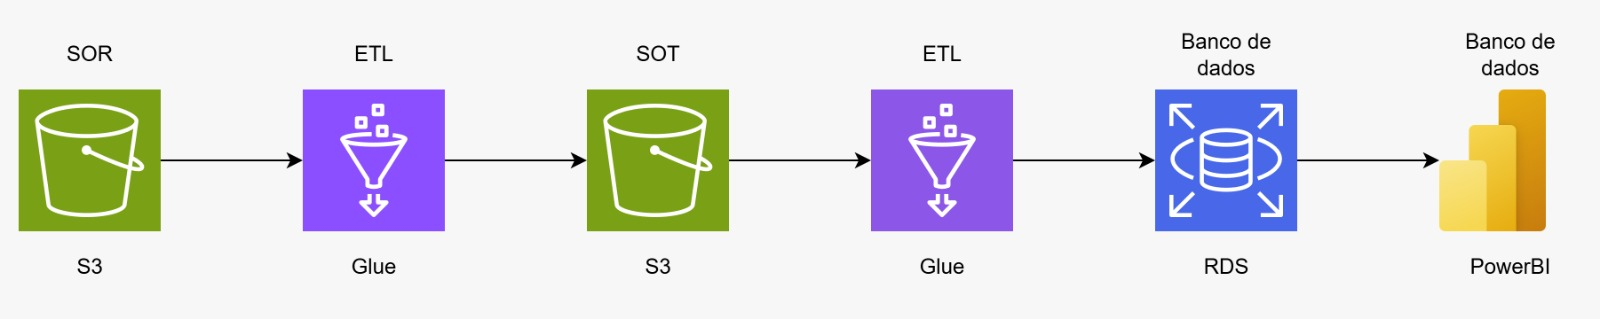 SOR
ETL
SOT
ETL
Banco de
dados
Banco de
dados
S3
Glue
S3
Glue
RDS
PowerBI